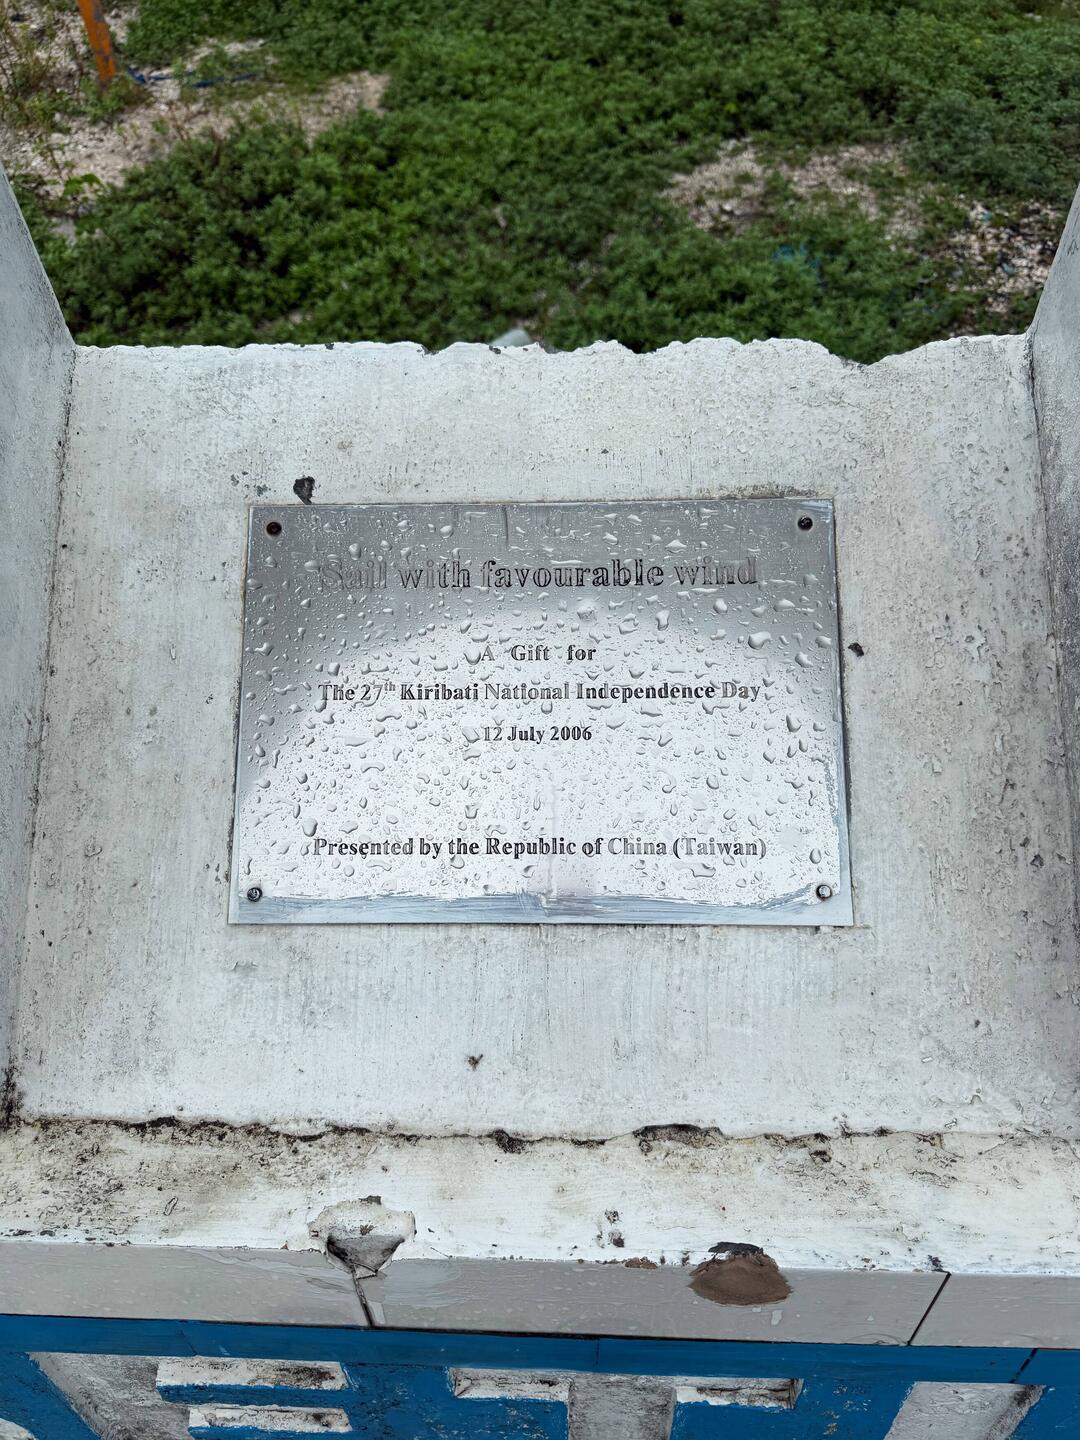 Sail with favourable wind
A Gift for
The 27th Kiribati National Independence Day
12 July 2006
Presented by the Republic of China (Taiwan)